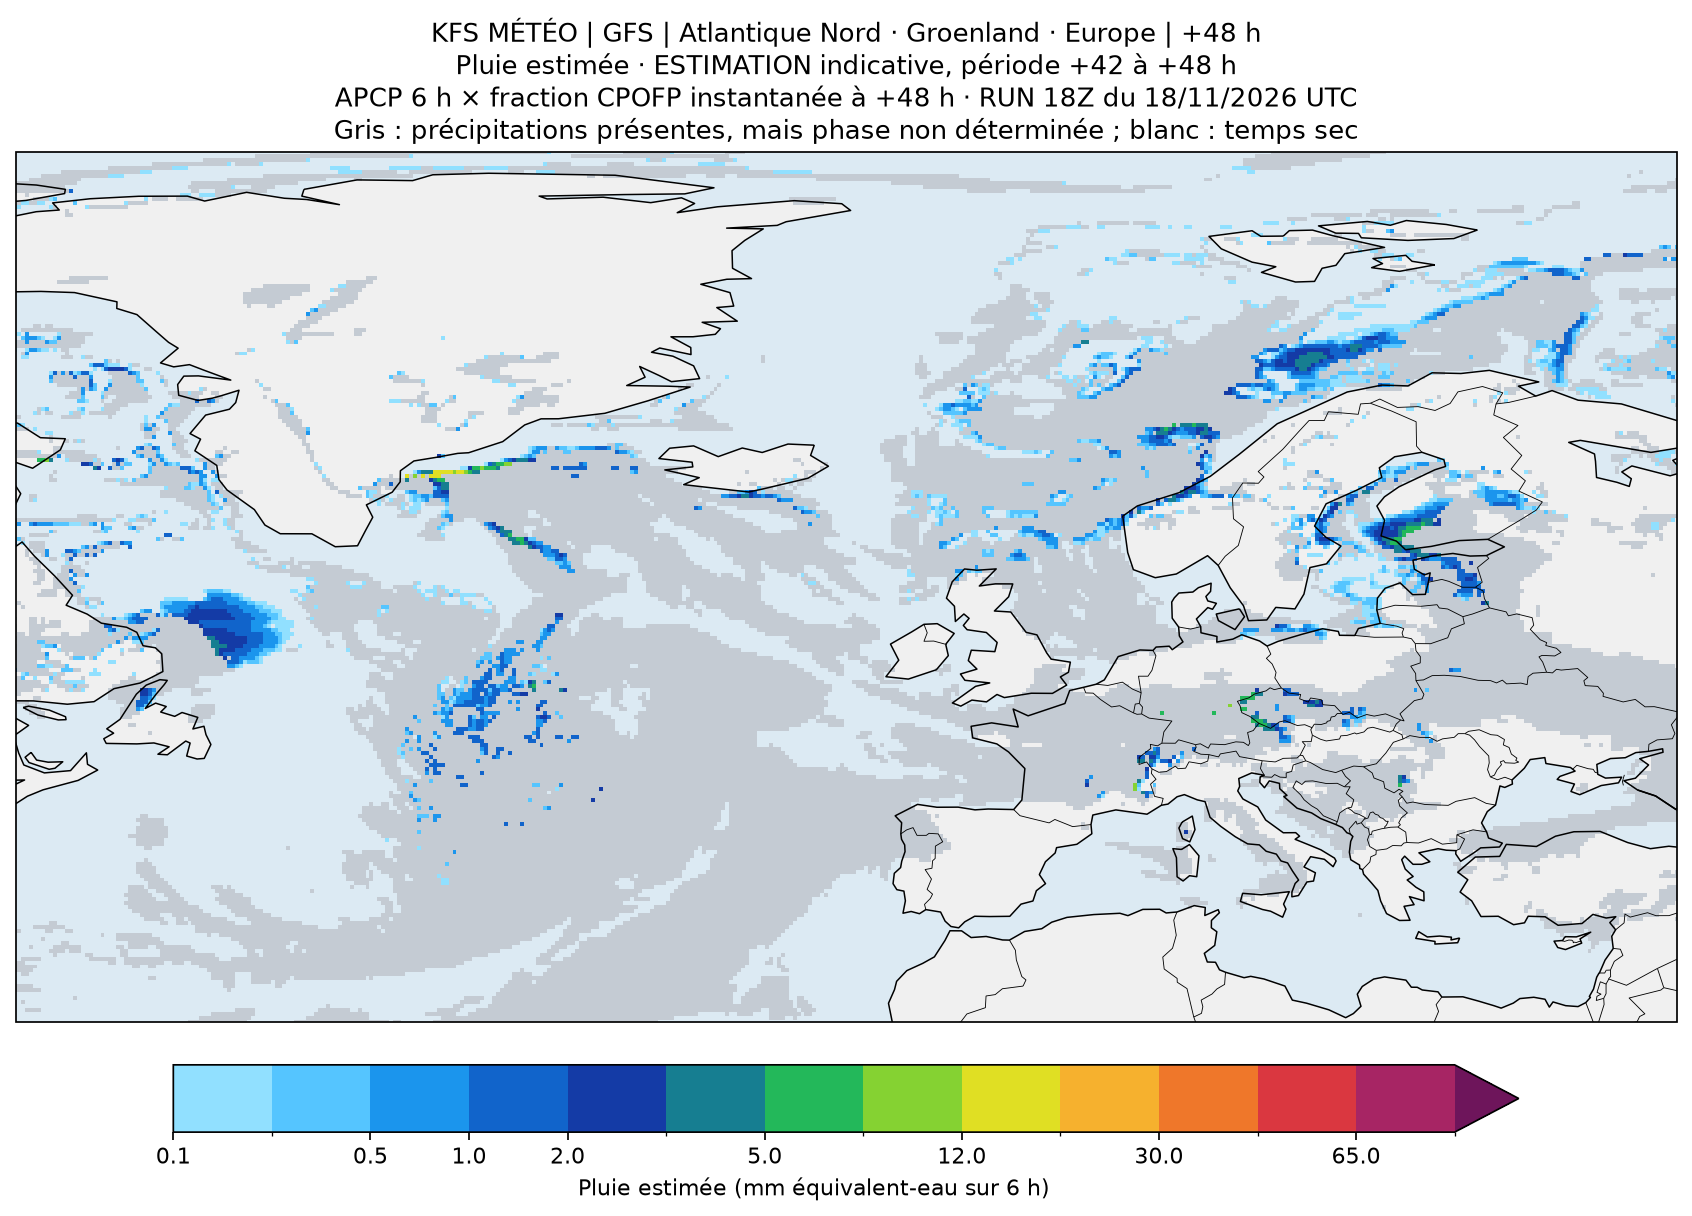 KFS MÉTÉO | GFS | Atlantique Nord · Groenland · Europe | +48 h
Pluie estimée · ESTIMATION indicative, période +42 à +48 h
APCP 6 h × fraction CPOFP instantanée à +48 h · RUN 18Z du 18/11/2026 UTC
Gris : précipitations présentes, mais phase non déterminée ; blanc : temps sec
0.1 0.5 1.0 2.0 5.0 12.0 30.0 65.0
Pluie estimée (mm équivalent-eau sur 6 h)